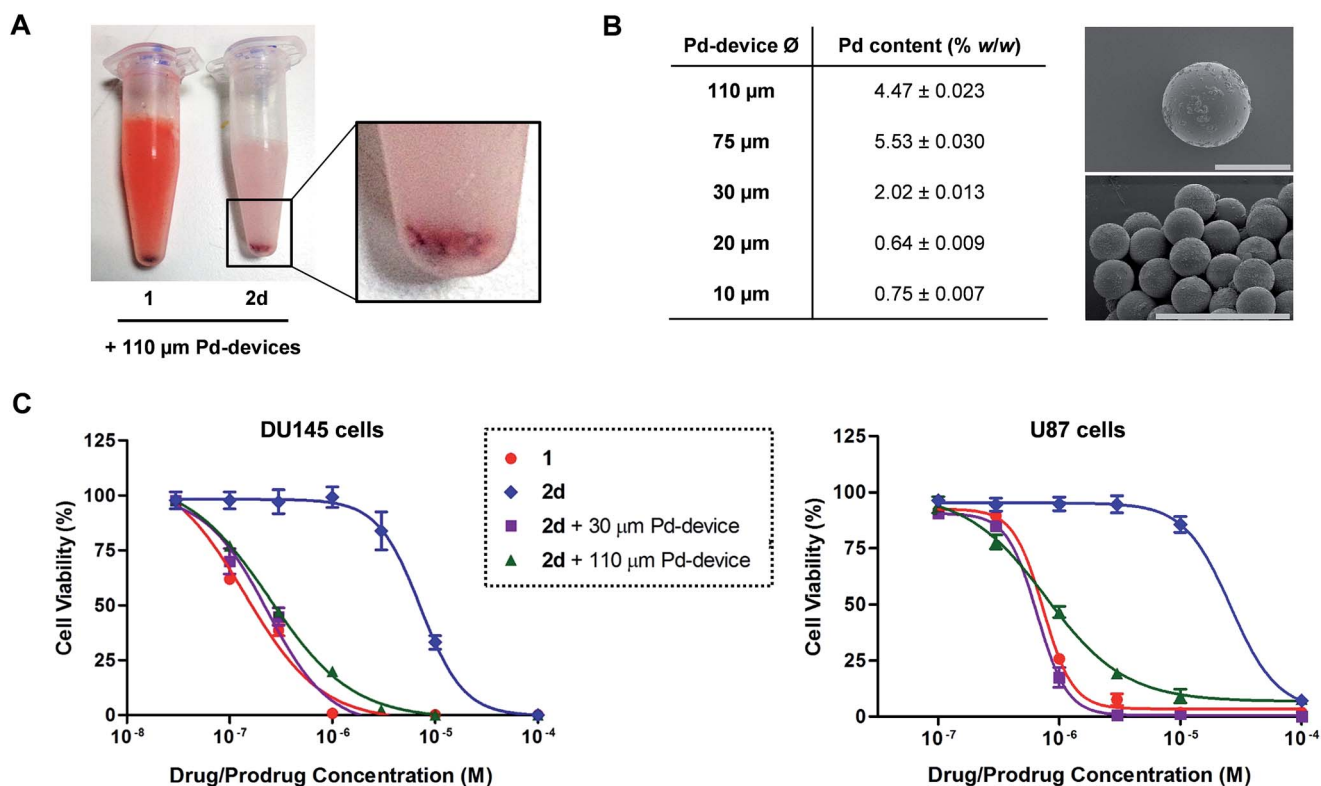 A
1
2d
+ 110 µm Pd-devices
B
Pd-device Ø Pd content (% w/w)
110 µm 4.47 ± 0.023
75 µm 5.53 ± 0.030
30 µm 2.02 ± 0.013
20 µm 0.64 ± 0.009
10 µm 0.75 ± 0.007
C
DU145 cells
Cell Viability (%)
125
100
75
50
25
0
10-8 10-7 10-6 10-5 10-4
Drug/Prodrug Concentration (M)
1
2d
2d + 30 µm Pd-device
2d + 110 µm Pd-device
U87 cells
Cell Viability (%)
125
100
75
50
25
0
10-7 10-6 10-5 10-4
Drug/Prodrug Concentration (M)